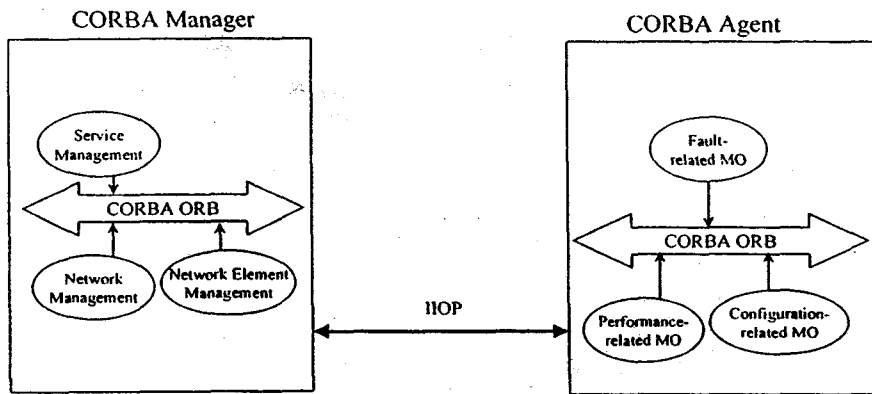 CORBA Manager
CORBA Agent
Service
Management
CORBA ORB
Network
Management
Network Element
Management
IIOP
Fault-
related MO
CORBA ORB
Performance-
related MO
Configuration-
related MO